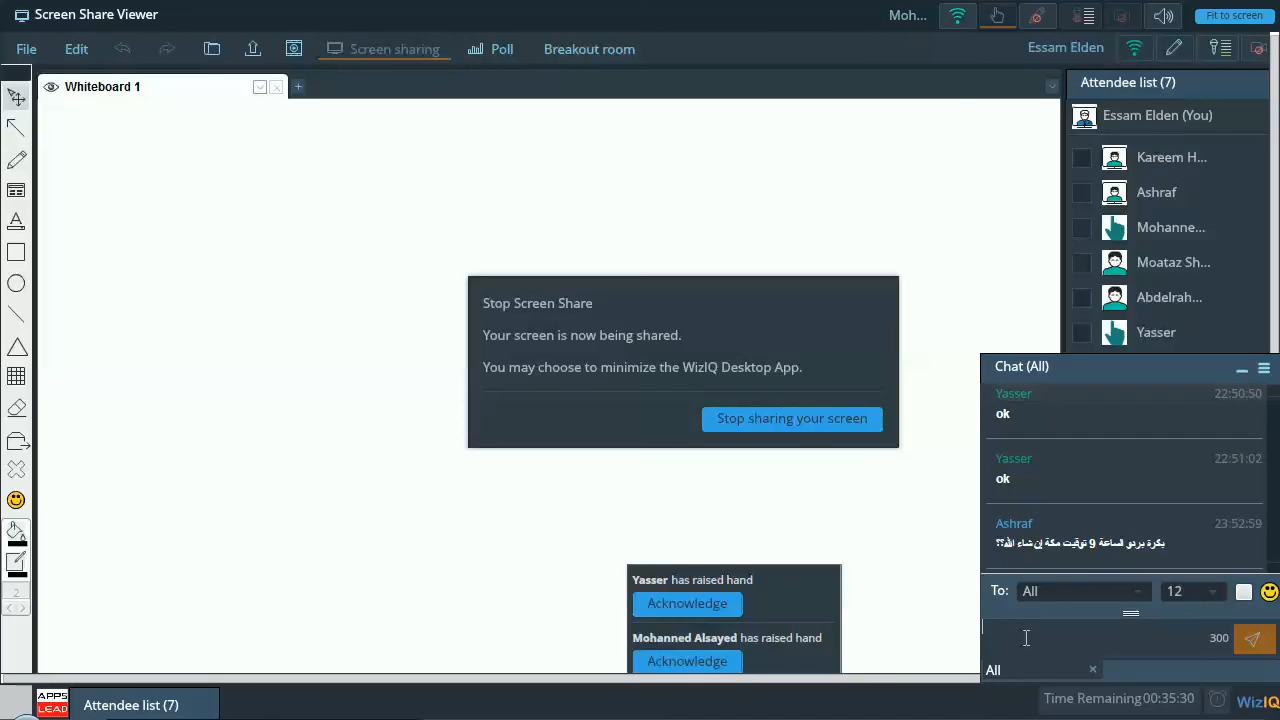 Screen Share Viewer
Moh...
Fit to screen
File
Edit
Screen sharing
Poll
Breakout room
Essam Elden
Whiteboard 1
Attendee list (7)
Essam Elden (You)
Kareem H...
Ashraf
Mohanne...
Moataz Sh...
Abdelrah...
Yasser
Stop Screen Share
Your screen is now being shared.
You may choose to minimize the WizIQ Desktop App.
Stop sharing your screen
Chat (All)
Yasser 22:50:50
ok
Yasser 22:51:02
ok
Ashraf 23:52:59
بكرة بردو الساعة 9 توقيت مكة إن شاء الله؟؟
To: All 12
300
All
Yasser has raised hand
Acknowledge
Mohanned Alsayed has raised hand
Acknowledge
2
APPS
LEAD
Attendee list (7)
Time Remaining 00:35:30
WizIQ